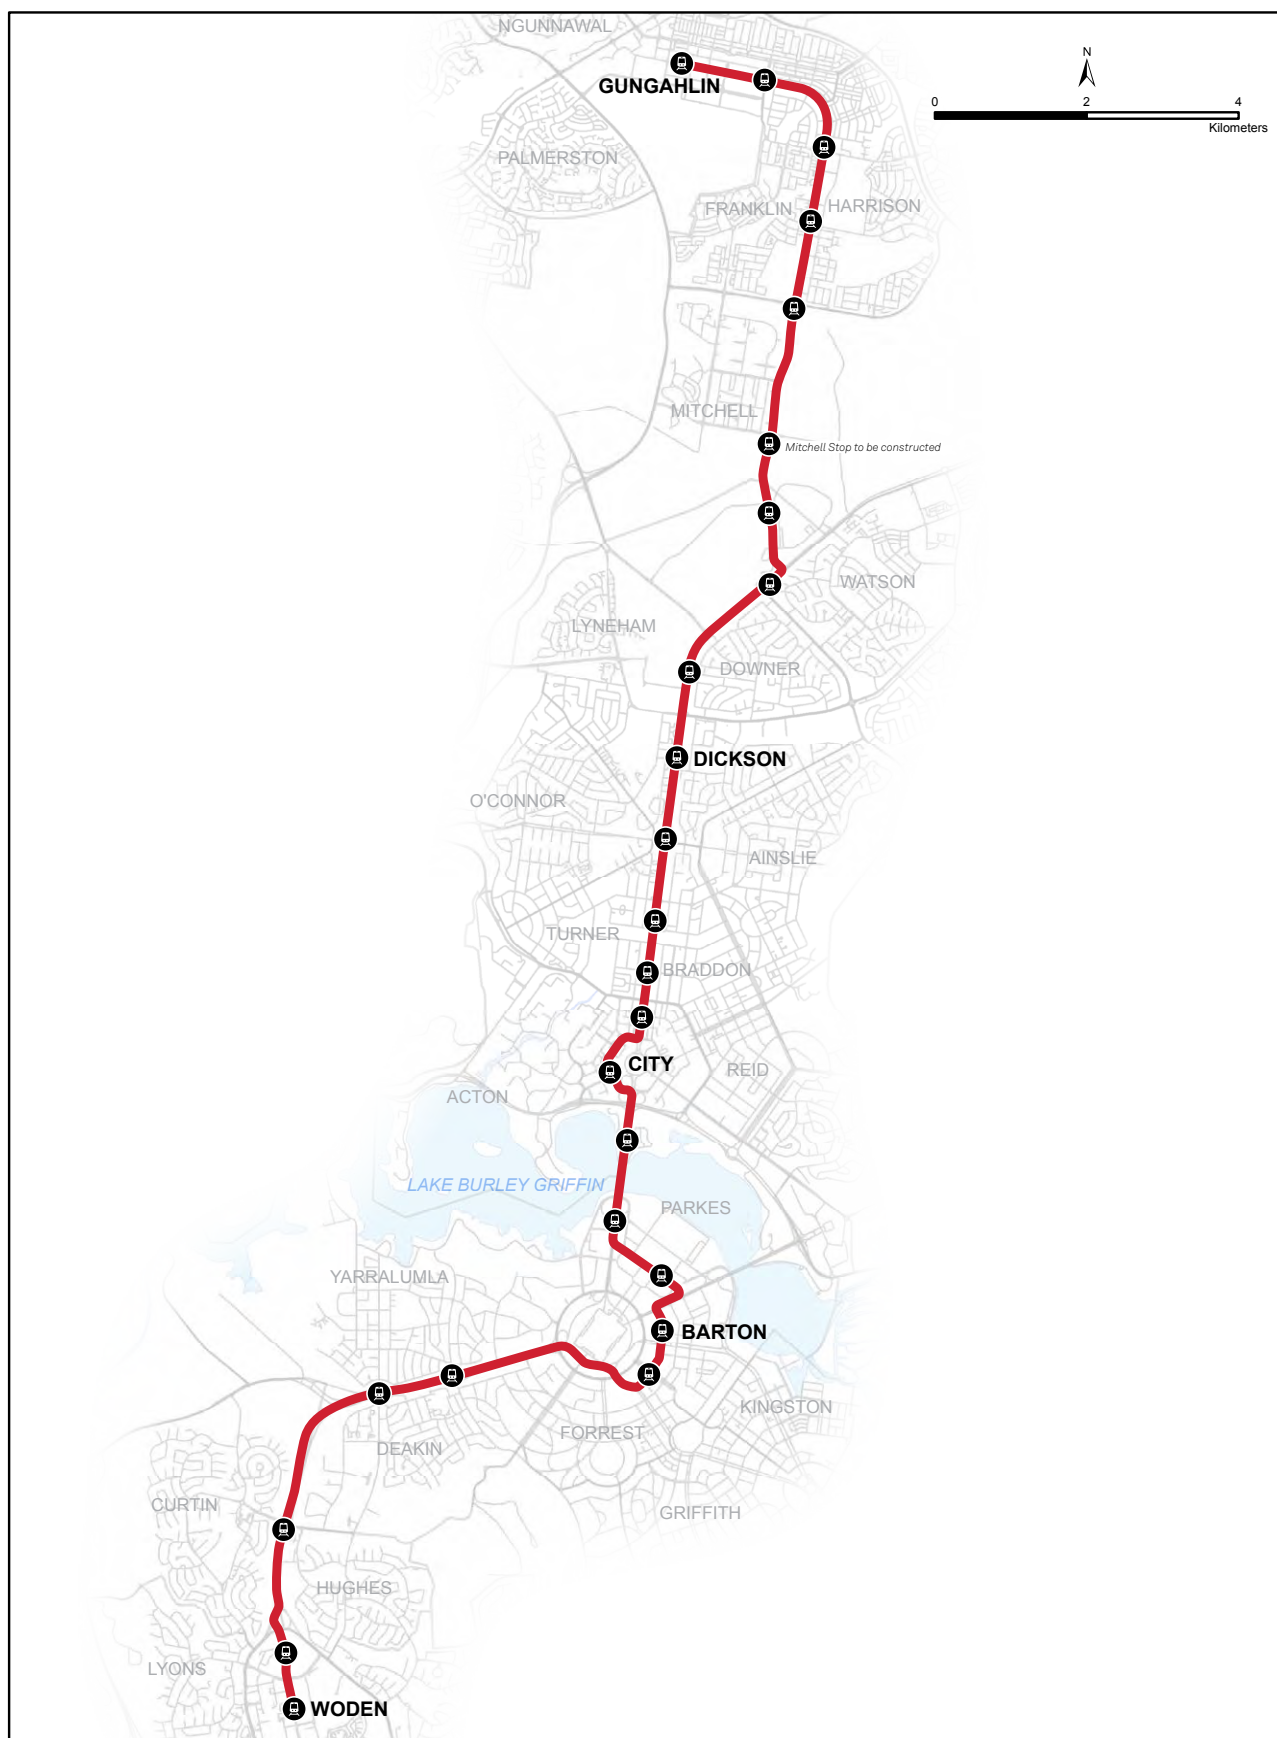 NGUNNAWAL
N
GUNGAHLIN
0 2 4
Kilometers
PALMERSTON
FRANKLIN
HARRISON
MITCHELL
Mitchell Stop to be constructed
WATSON
LYNEHAM
DOWNER
DICKSON
O'CONNOR
AINSLIE
TURNER
BRADDON
CITY
REID
ACTON
LAKE BURLEY GRIFFIN
PARKES
YARRALUMLA
BARTON
KINGSTON
FORREST
DEAKIN
CURTIN
GRIFFITH
HUGHES
LYONS
WODEN